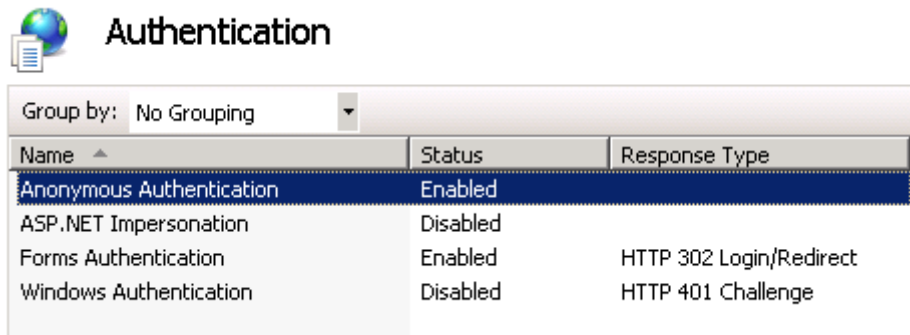 Authentication
Group by: No Grouping
Name Status Response Type
Anonymous Authentication Enabled
ASP.NET Impersonation Disabled
Forms Authentication Enabled HTTP 302 Login/Redirect
Windows Authentication Disabled HTTP 401 Challenge